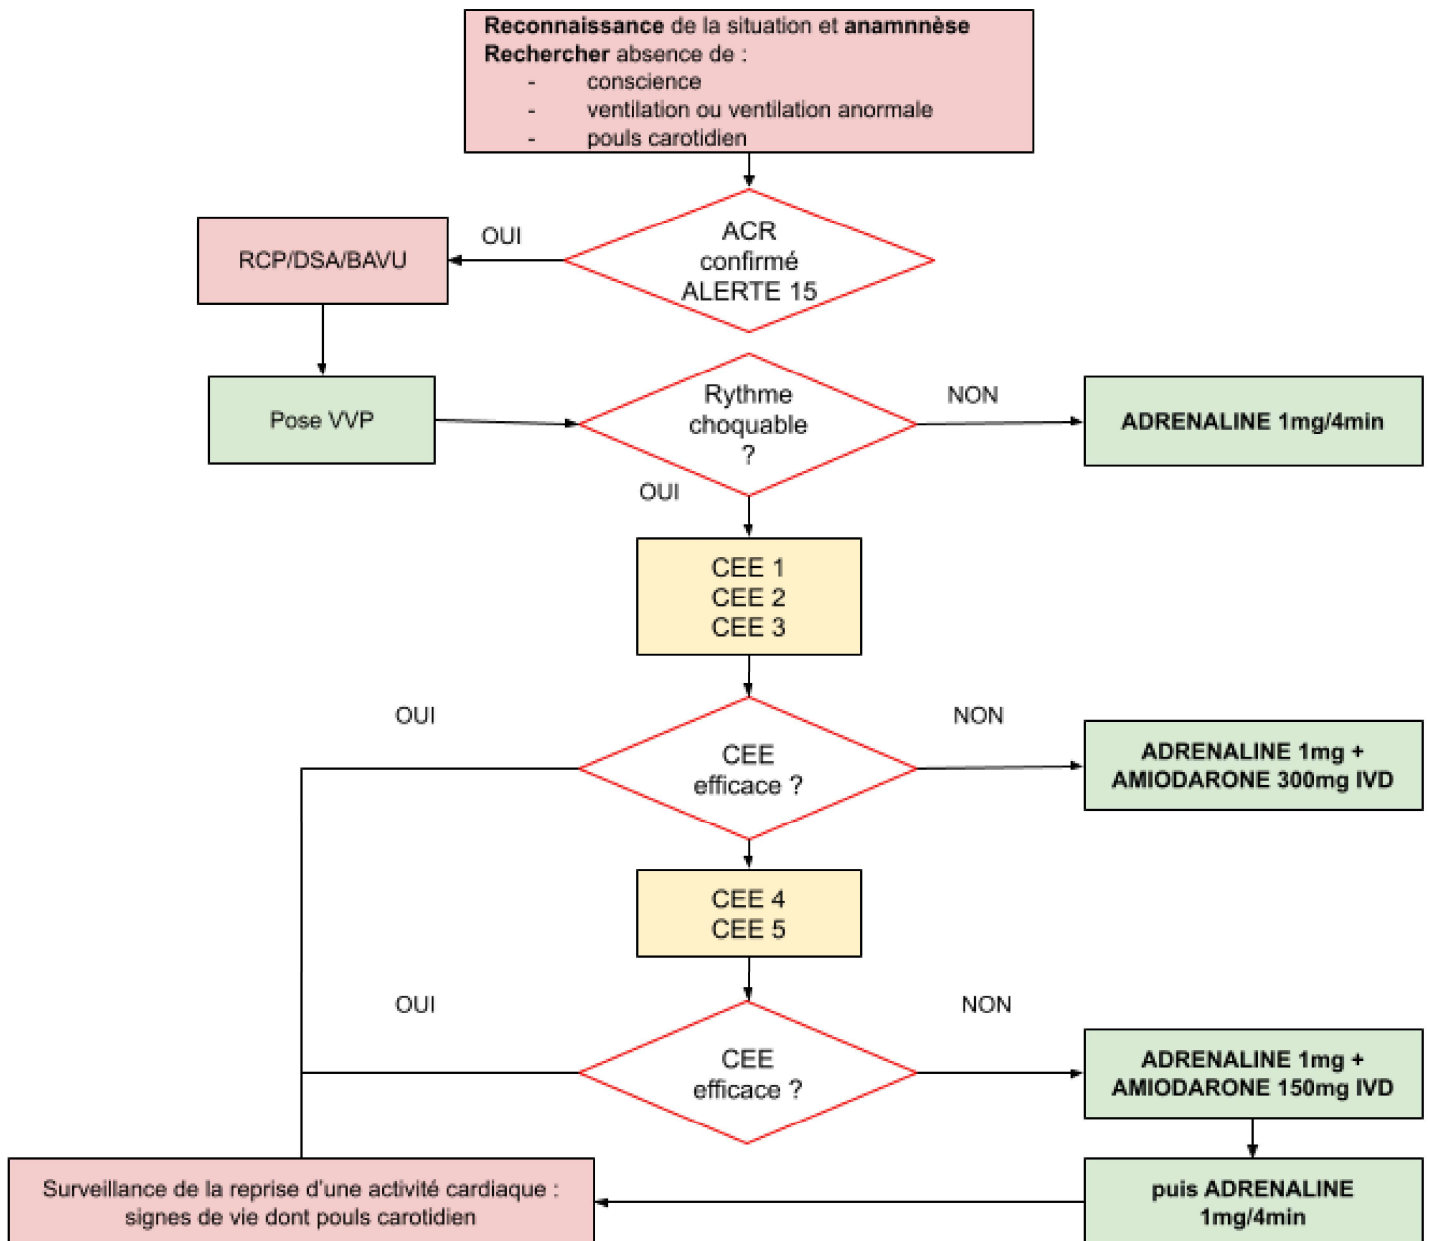 Reconnaissance de la situation et anamnnèse
Rechercher absence de :
- conscience
- ventilation ou ventilation anormale
- pouls carotidien
ACR
confirmé
ALERTE 15
OUI
RCP/DSA/BAVU
Pose VVP
Rythme
choquable
?
NON
ADRENALINE 1mg/4min
OUI
CEE 1
CEE 2
CEE 3
OUI
CEE
efficace ?
NON
ADRENALINE 1mg +
AMIODARONE 300mg IVD
CEE 4
CEE 5
OUI
CEE
efficace ?
NON
ADRENALINE 1mg +
AMIODARONE 150mg IVD
puis ADRENALINE
1mg/4min
Surveillance de la reprise d'une activité cardiaque :
signes de vie dont pouls carotidien